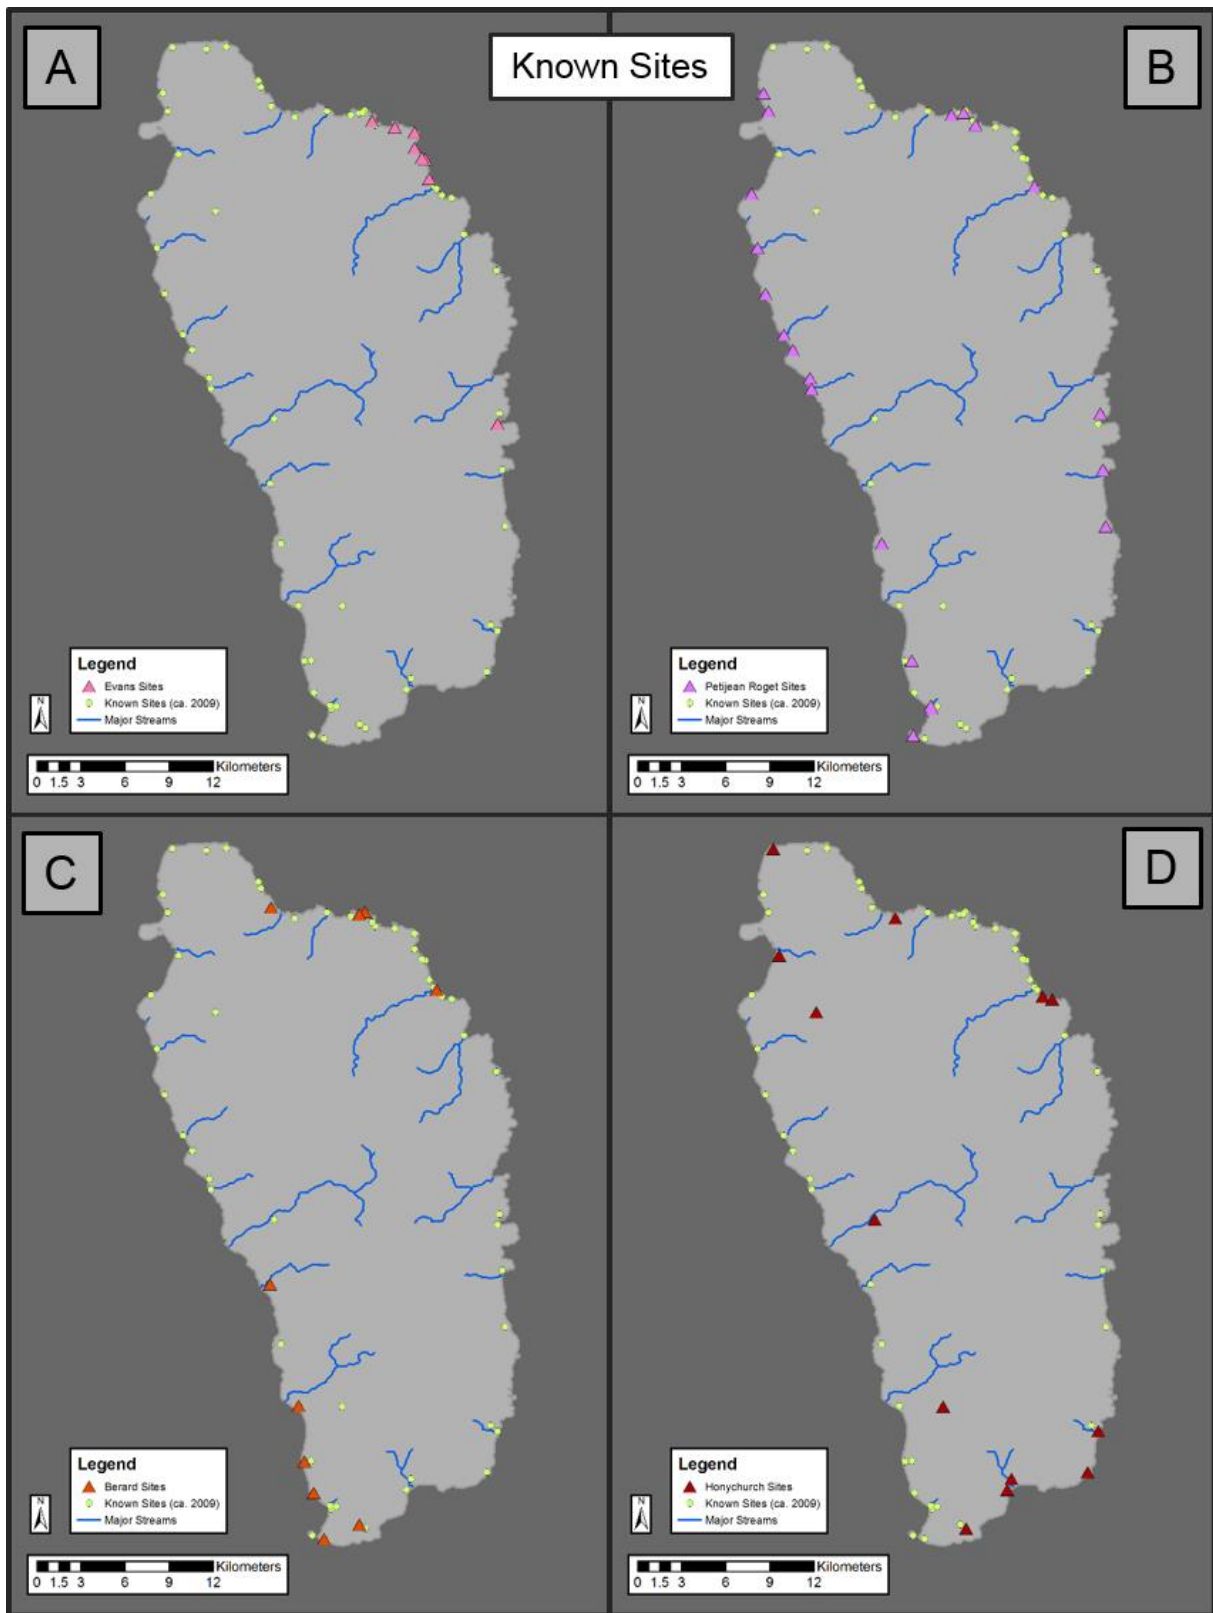 Known Sites
A
B
Legend
Evans Sites
Known Sites (ca. 2009)
Major Streams
N
Kilometers
0 1.5 3 6 9 12
Legend
Petijean Roget Sites
Known Sites (ca. 2009)
Major Streams
N
Kilometers
0 1.5 3 6 9 12
C
D
Legend
Berard Sites
Known Sites (ca. 2009)
Major Streams
N
Kilometers
0 1.5 3 6 9 12
Legend
Honychurch Sites
Known Sites (ca. 2009)
Major Streams
N
Kilometers
0 1.5 3 6 9 12